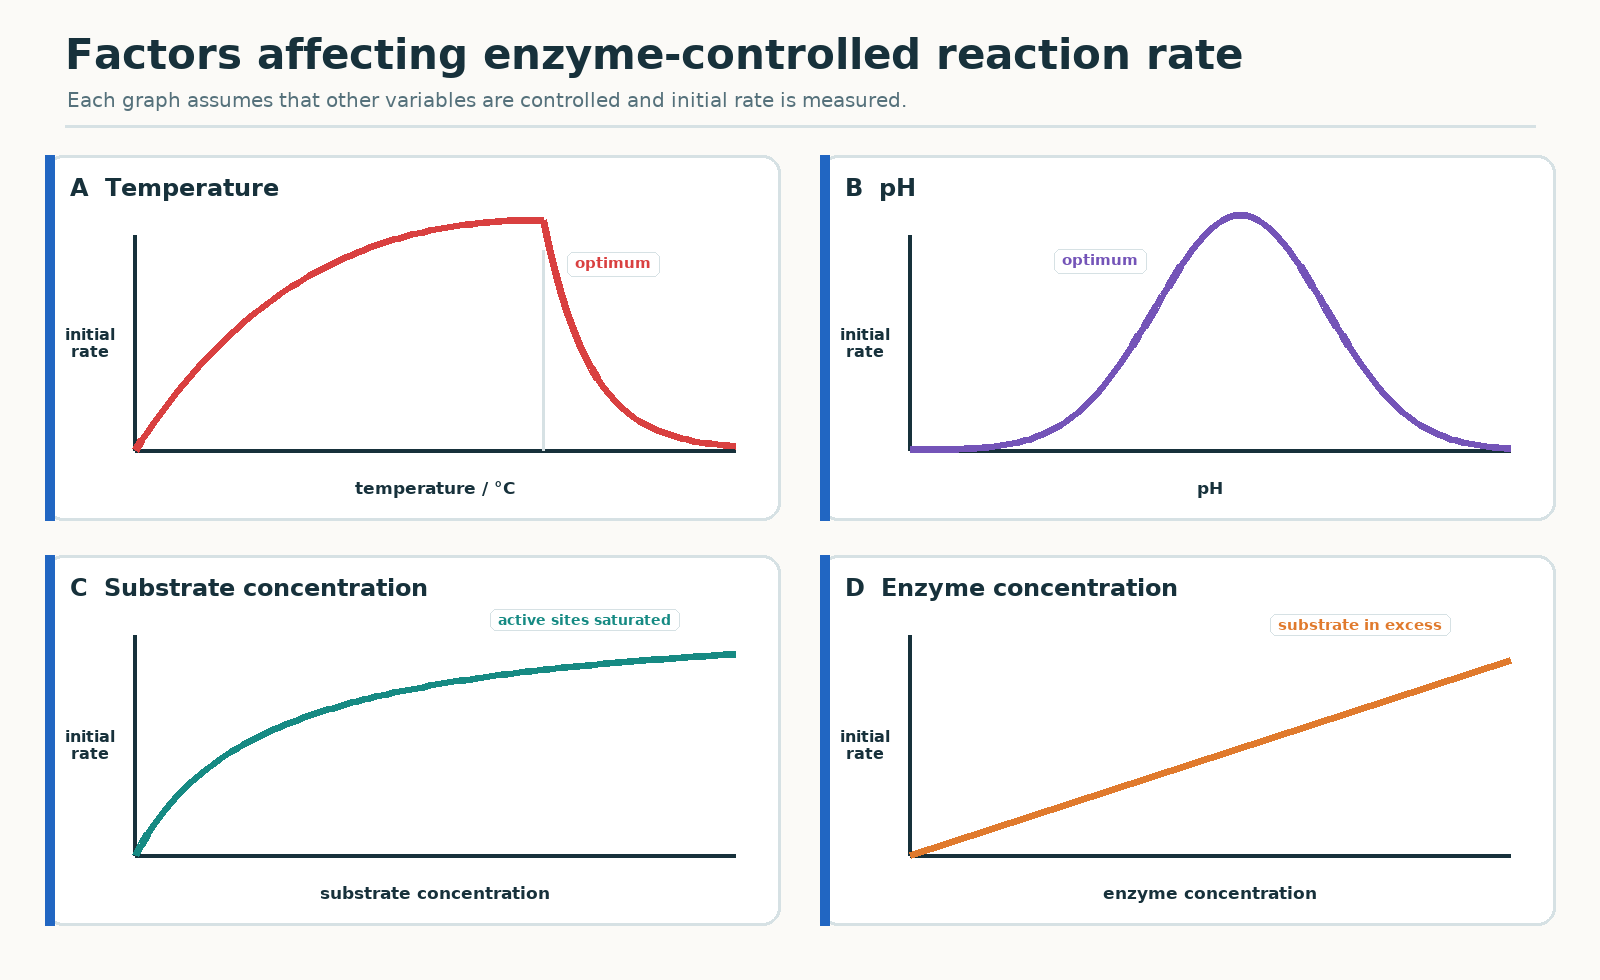 Factors affecting enzyme-controlled reaction rate
Each graph assumes that other variables are controlled and initial rate is measured.
A Temperature
optimum
initial
rate
temperature / °C
B pH
optimum
initial
rate
pH
C Substrate concentration
active sites saturated
initial
rate
substrate concentration
D Enzyme concentration
substrate in excess
initial
rate
enzyme concentration